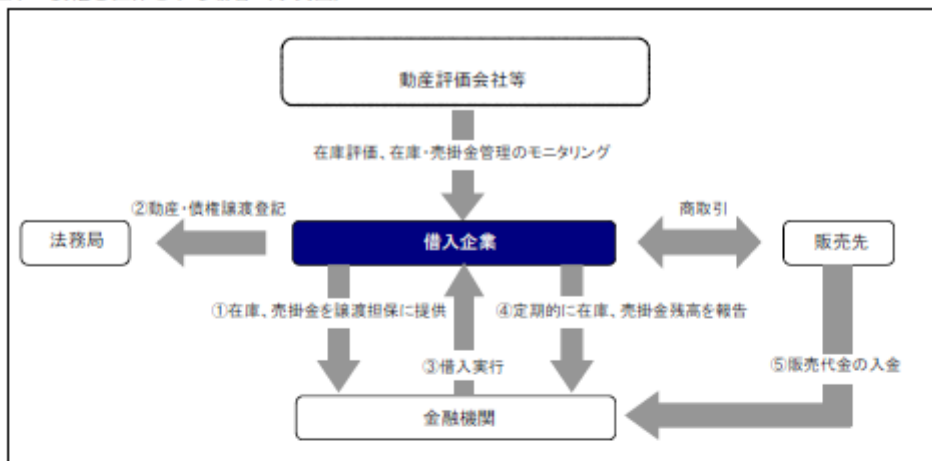 動産評価会社等
在庫評価、在庫・売掛金管理のモニタリング
②動産・債権譲渡登記
商取引
法務局
借入企業
販売先
①在庫、売掛金を譲渡担保に提供
④定期的に在庫、売掛金残高を報告
③借入実行
⑤販売代金の入金
金融機関